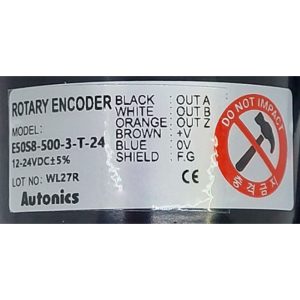 ROTARY ENCODER
MODEL:
E50S8-500-3-T-24
12-24VDC±5%
LOT NO: WL27R
Autonics
BLACK : OUT A
WHITE : OUT B
ORANGE : OUT Z
BROWN : +V
BLUE : 0V
SHIELD : F.G
DO NOT IMPACT
충격금지